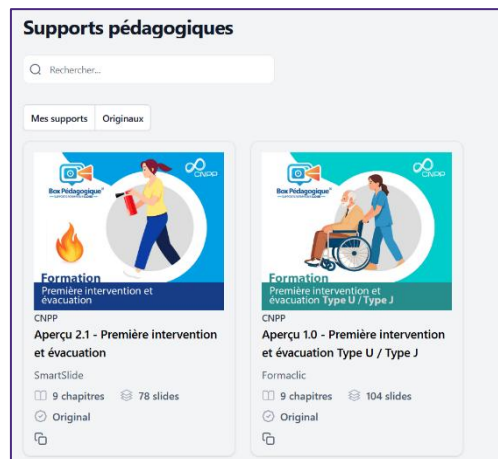 Supports pédagogiques
Rechercher...
Mes supports
Originaux
Box Pédagogique
CNPP
Formation
Première intervention et
évacuation
CNPP
Aperçu 2.1 - Première intervention
et évacuation
SmartSlide
9 chapitres
78 slides
Original
Box Pédagogique
CNPP
Formation
Première intervention et
évacuation Type U / Type J
CNPP
Aperçu 1.0 - Première intervention
et évacuation Type U / Type J
Formaclic
9 chapitres
104 slides
Original